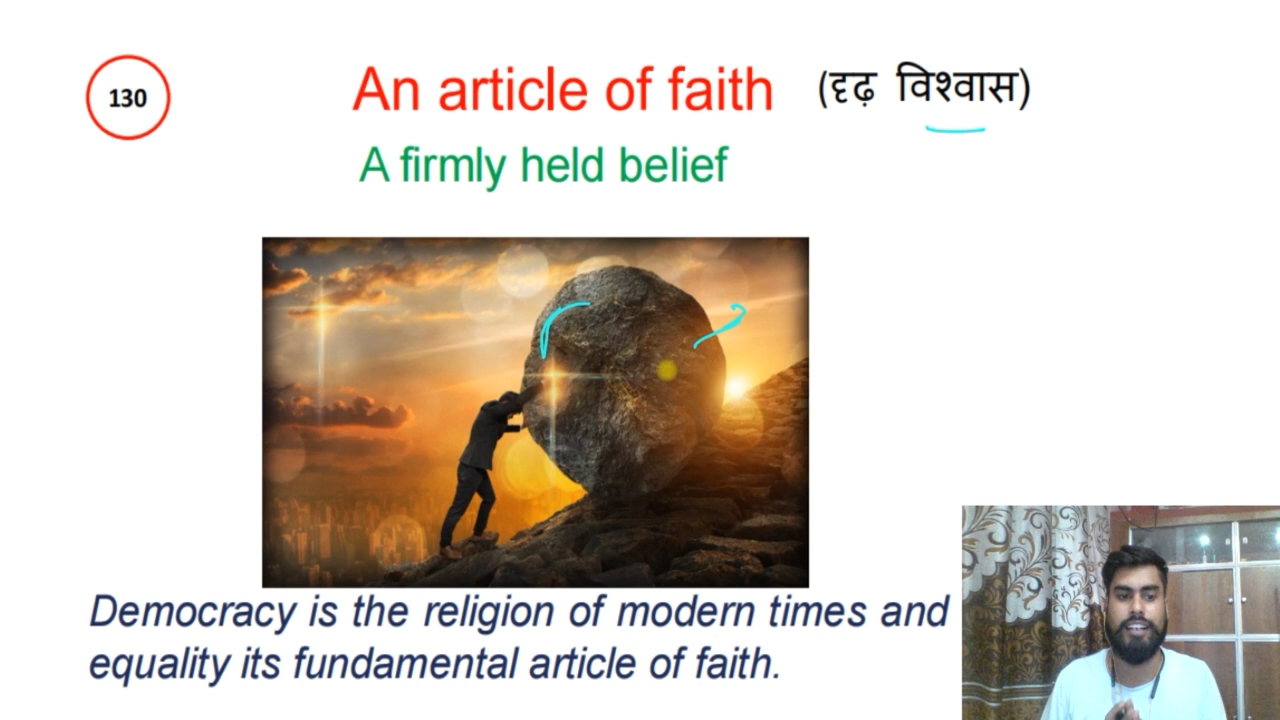 130
An article of faith (दृढ़ विश्वास)
A firmly held belief
Democracy is the religion of modern times and
equality its fundamental article of faith.